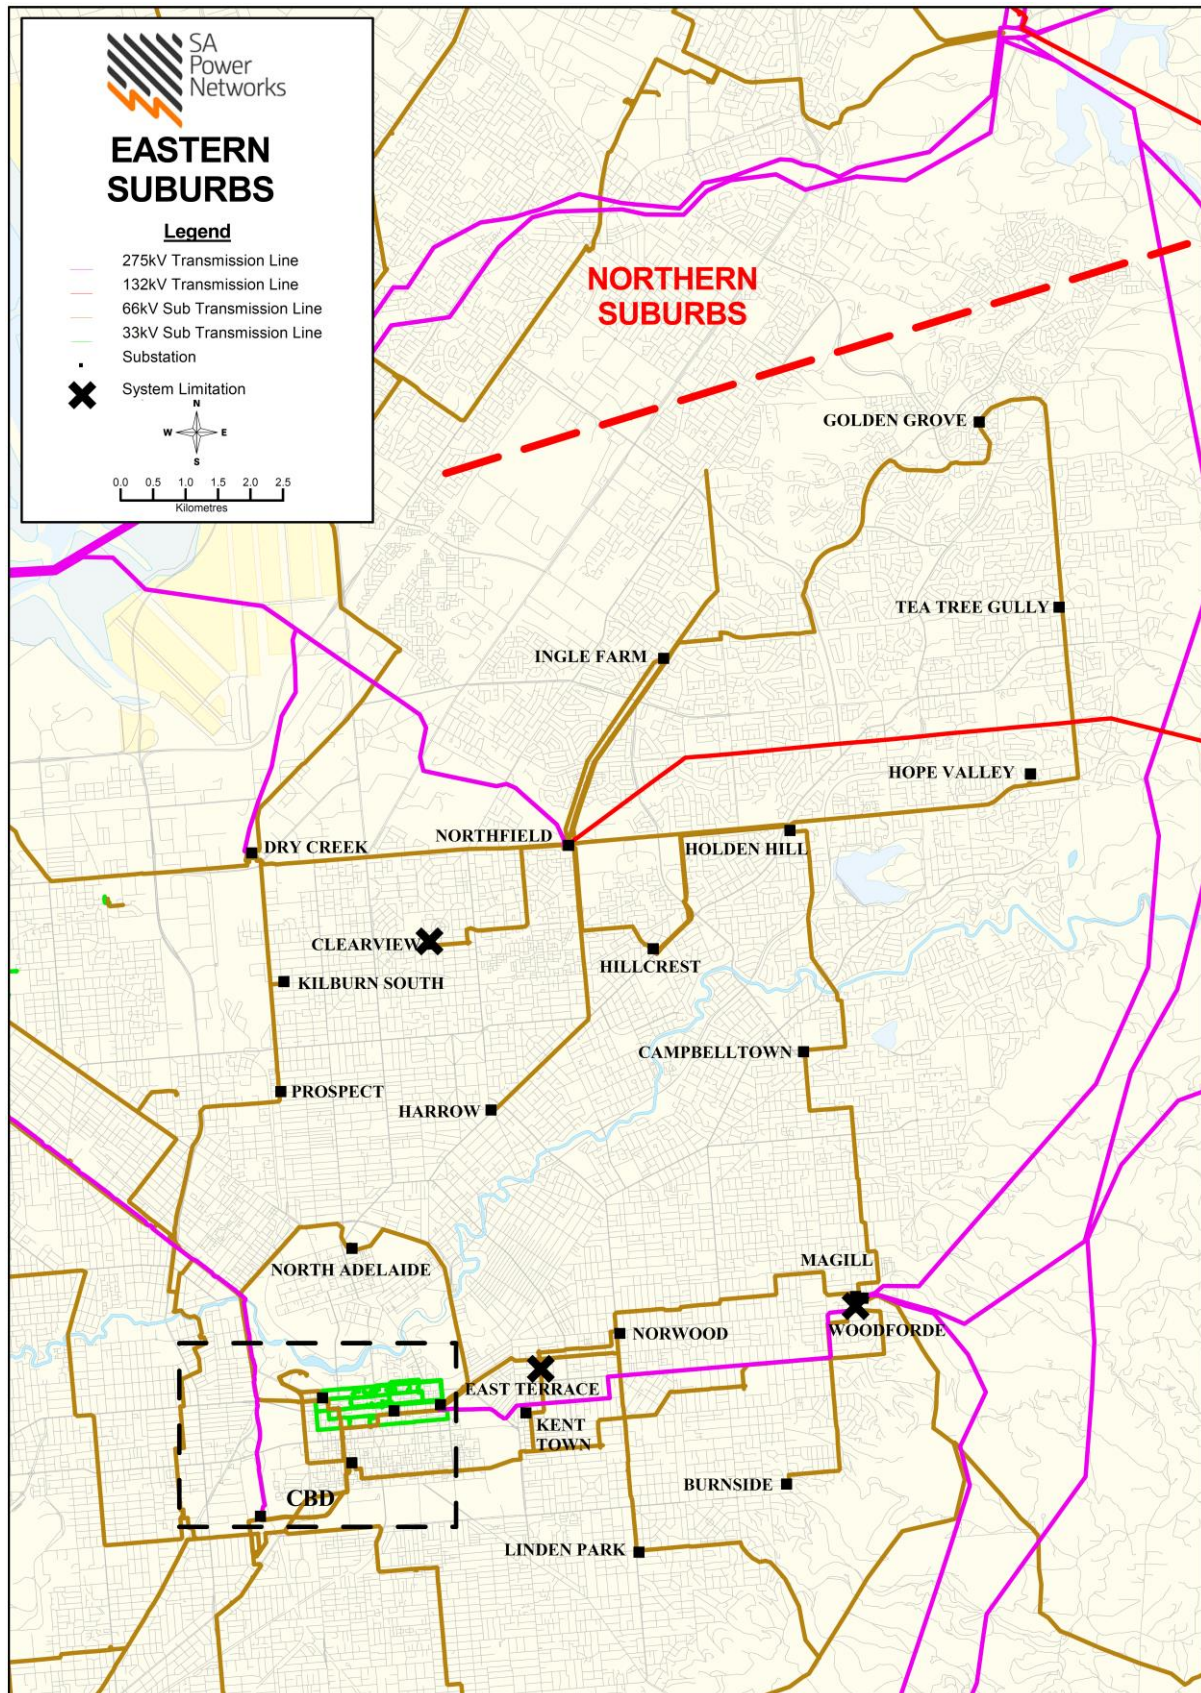 SA
Power
Networks
EASTERN
SUBURBS
Legend
275kV Transmission Line
132kV Transmission Line
66kV Sub Transmission Line
33kV Sub Transmission Line
Substation
System Limitation
N
W E
S
0.0 0.5 1.0 1.5 2.0 2.5
Kilometres
NORTHERN
SUBURBS
GOLDEN GROVE
TEA TREE GULLY
INGLE FARM
HOPE VALLEY
NORTHFIELD
DRY CREEK
HOLDEN HILL
CLEARVIEW
HILLCREST
KILBURN SOUTH
CAMPBELLTOWN
PROSPECT
HARROW
NORTH ADELAIDE
MAGILL
WOODFORDE
NORWOOD
EAST TERRACE
KENT
TOWN
BURNSIDE
CBD
LINDEN PARK